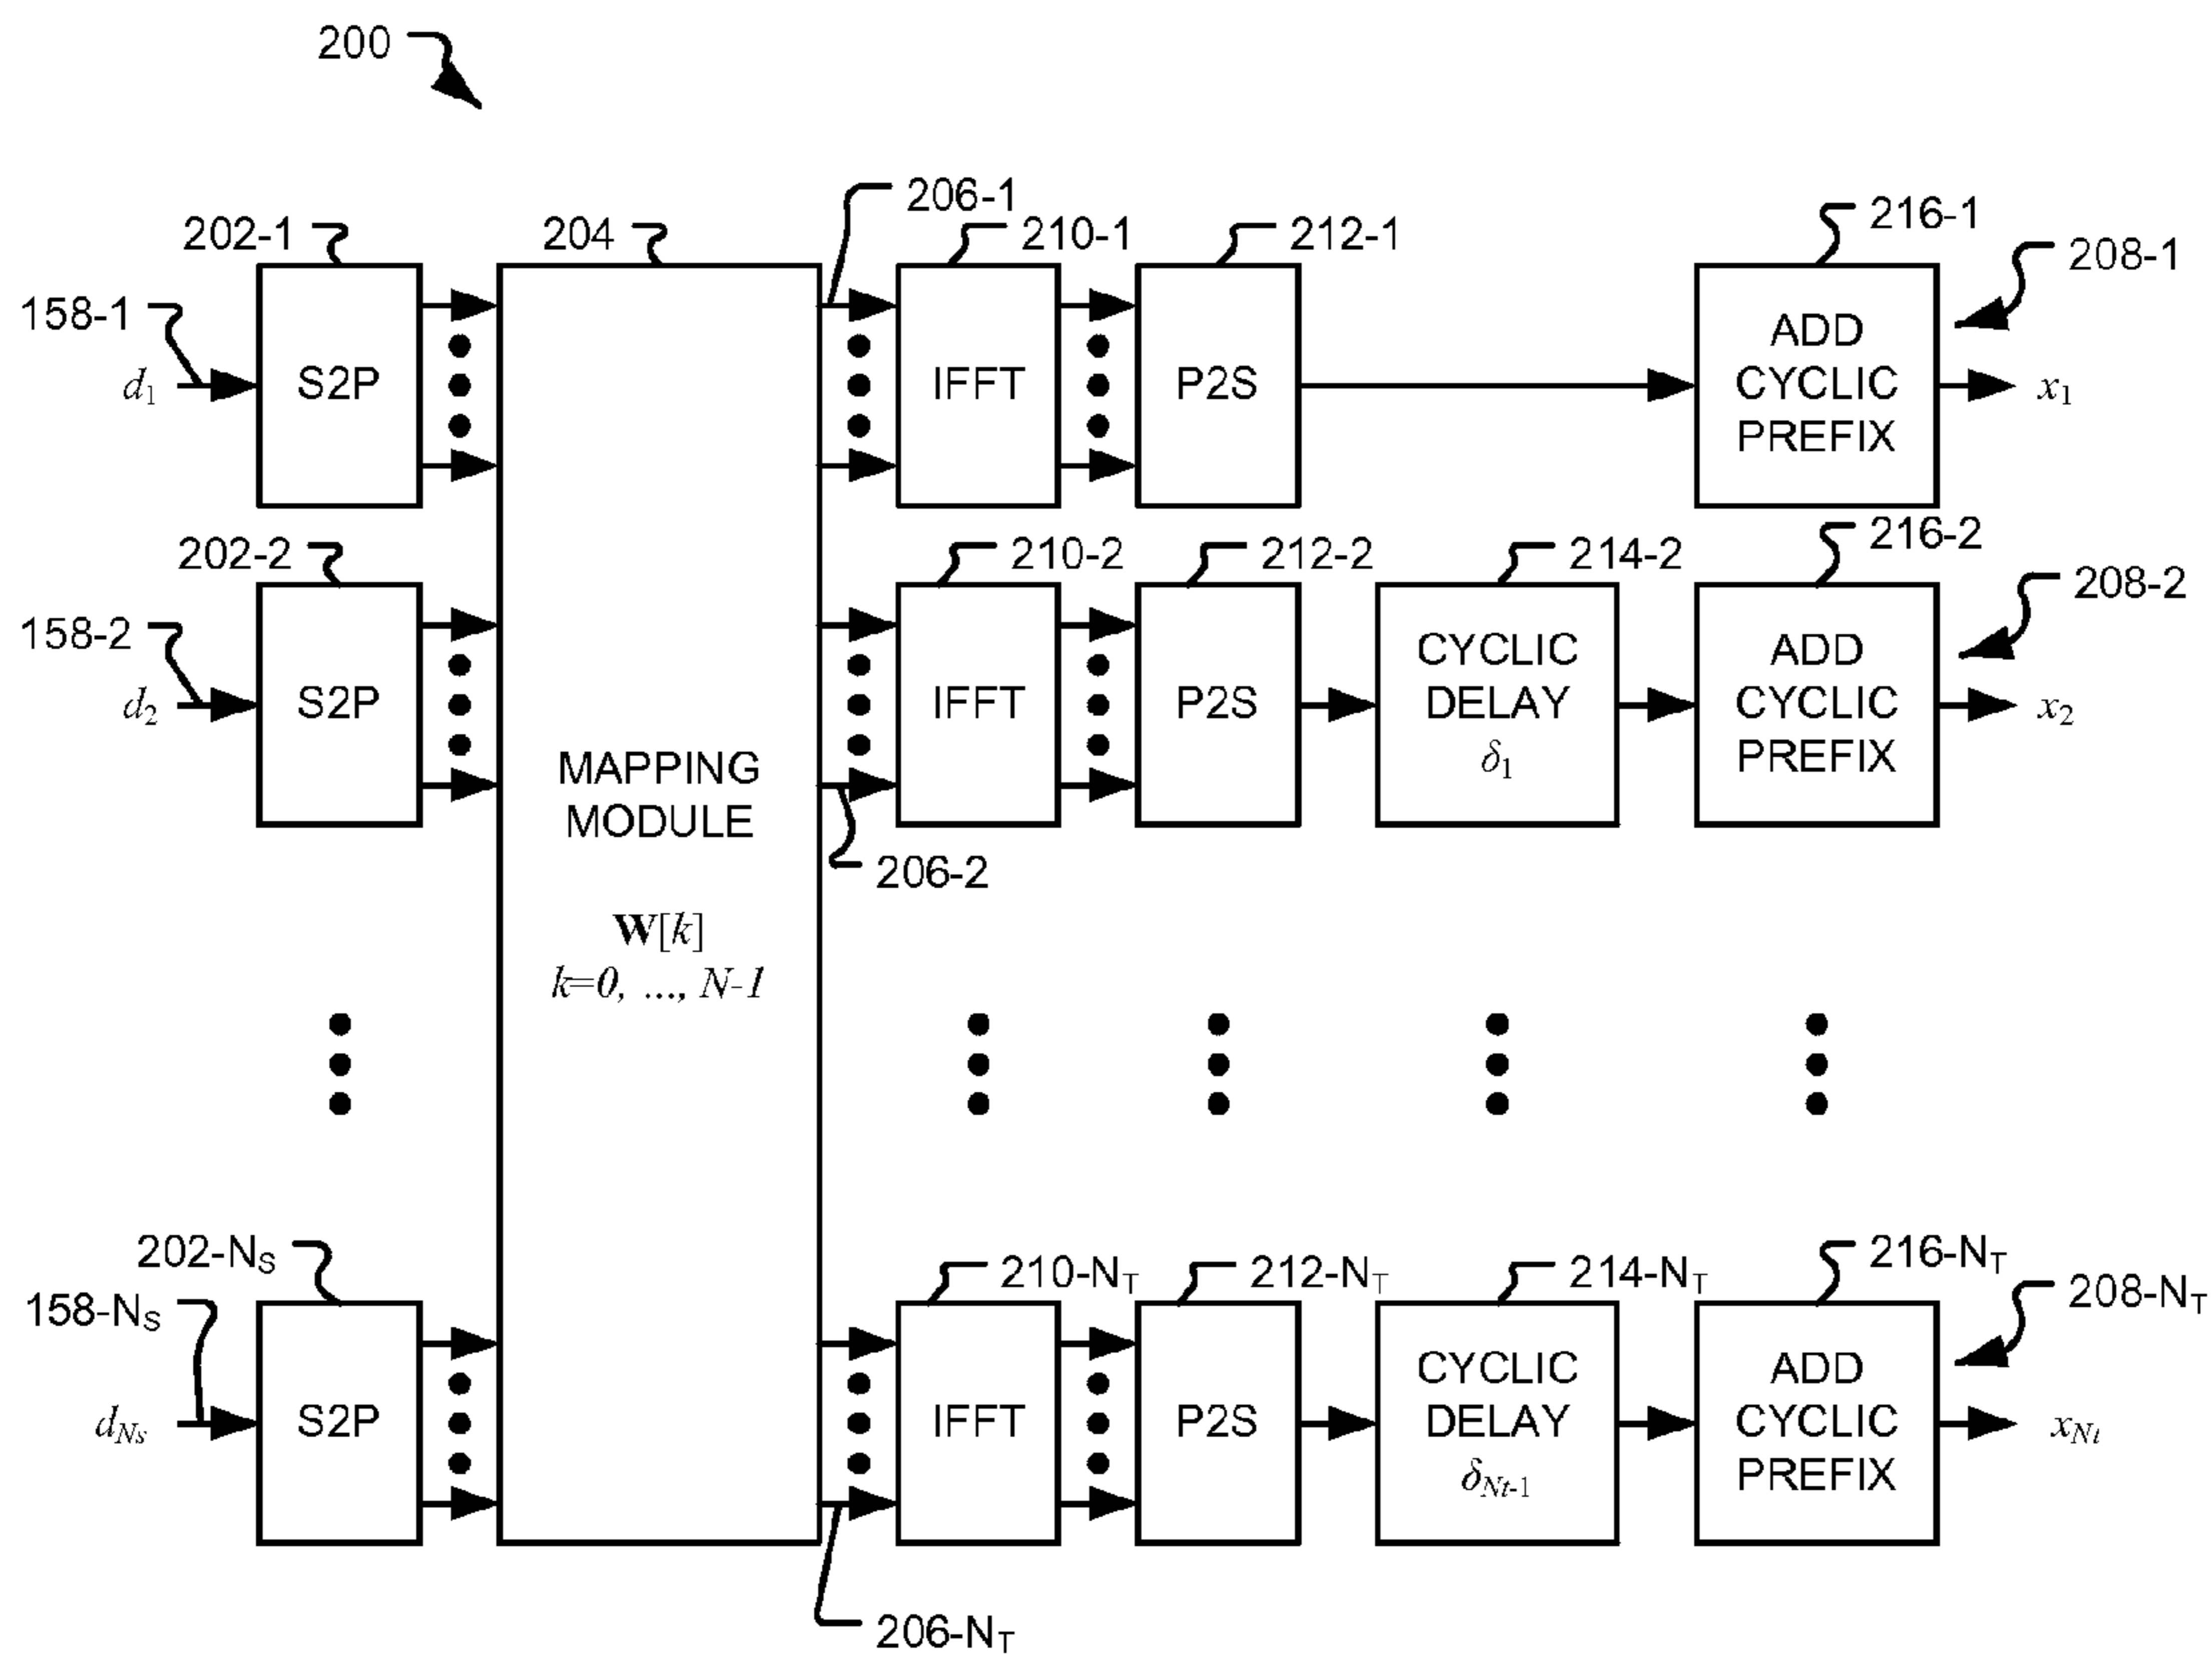 200
206-1
202-1
204
210-1
212-1
216-1
208-1
158-1
d1
S2P
IFFT
P2S
ADD
CYCLIC
PREFIX
x1
202-2
210-2
212-2
214-2
216-2
208-2
158-2
d2
S2P
MAPPING
MODULE
W[k]
k=0, ..., N-1
IFFT
P2S
CYCLIC
DELAY
δ1
ADD
CYCLIC
PREFIX
x2
206-2
202-NS
210-NT
212-NT
214-NT
216-NT
208-NT
158-NS
dNs
S2P
IFFT
P2S
CYCLIC
DELAY
δNt-1
ADD
CYCLIC
PREFIX
xNt
206-NT